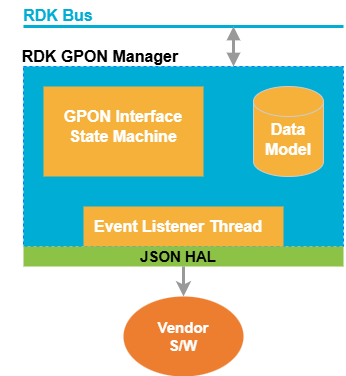 RDK Bus
RDK GPON Manager
GPON Interface
State Machine
Data
Model
Event Listener Thread
JSON HAL
Vendor
S/W